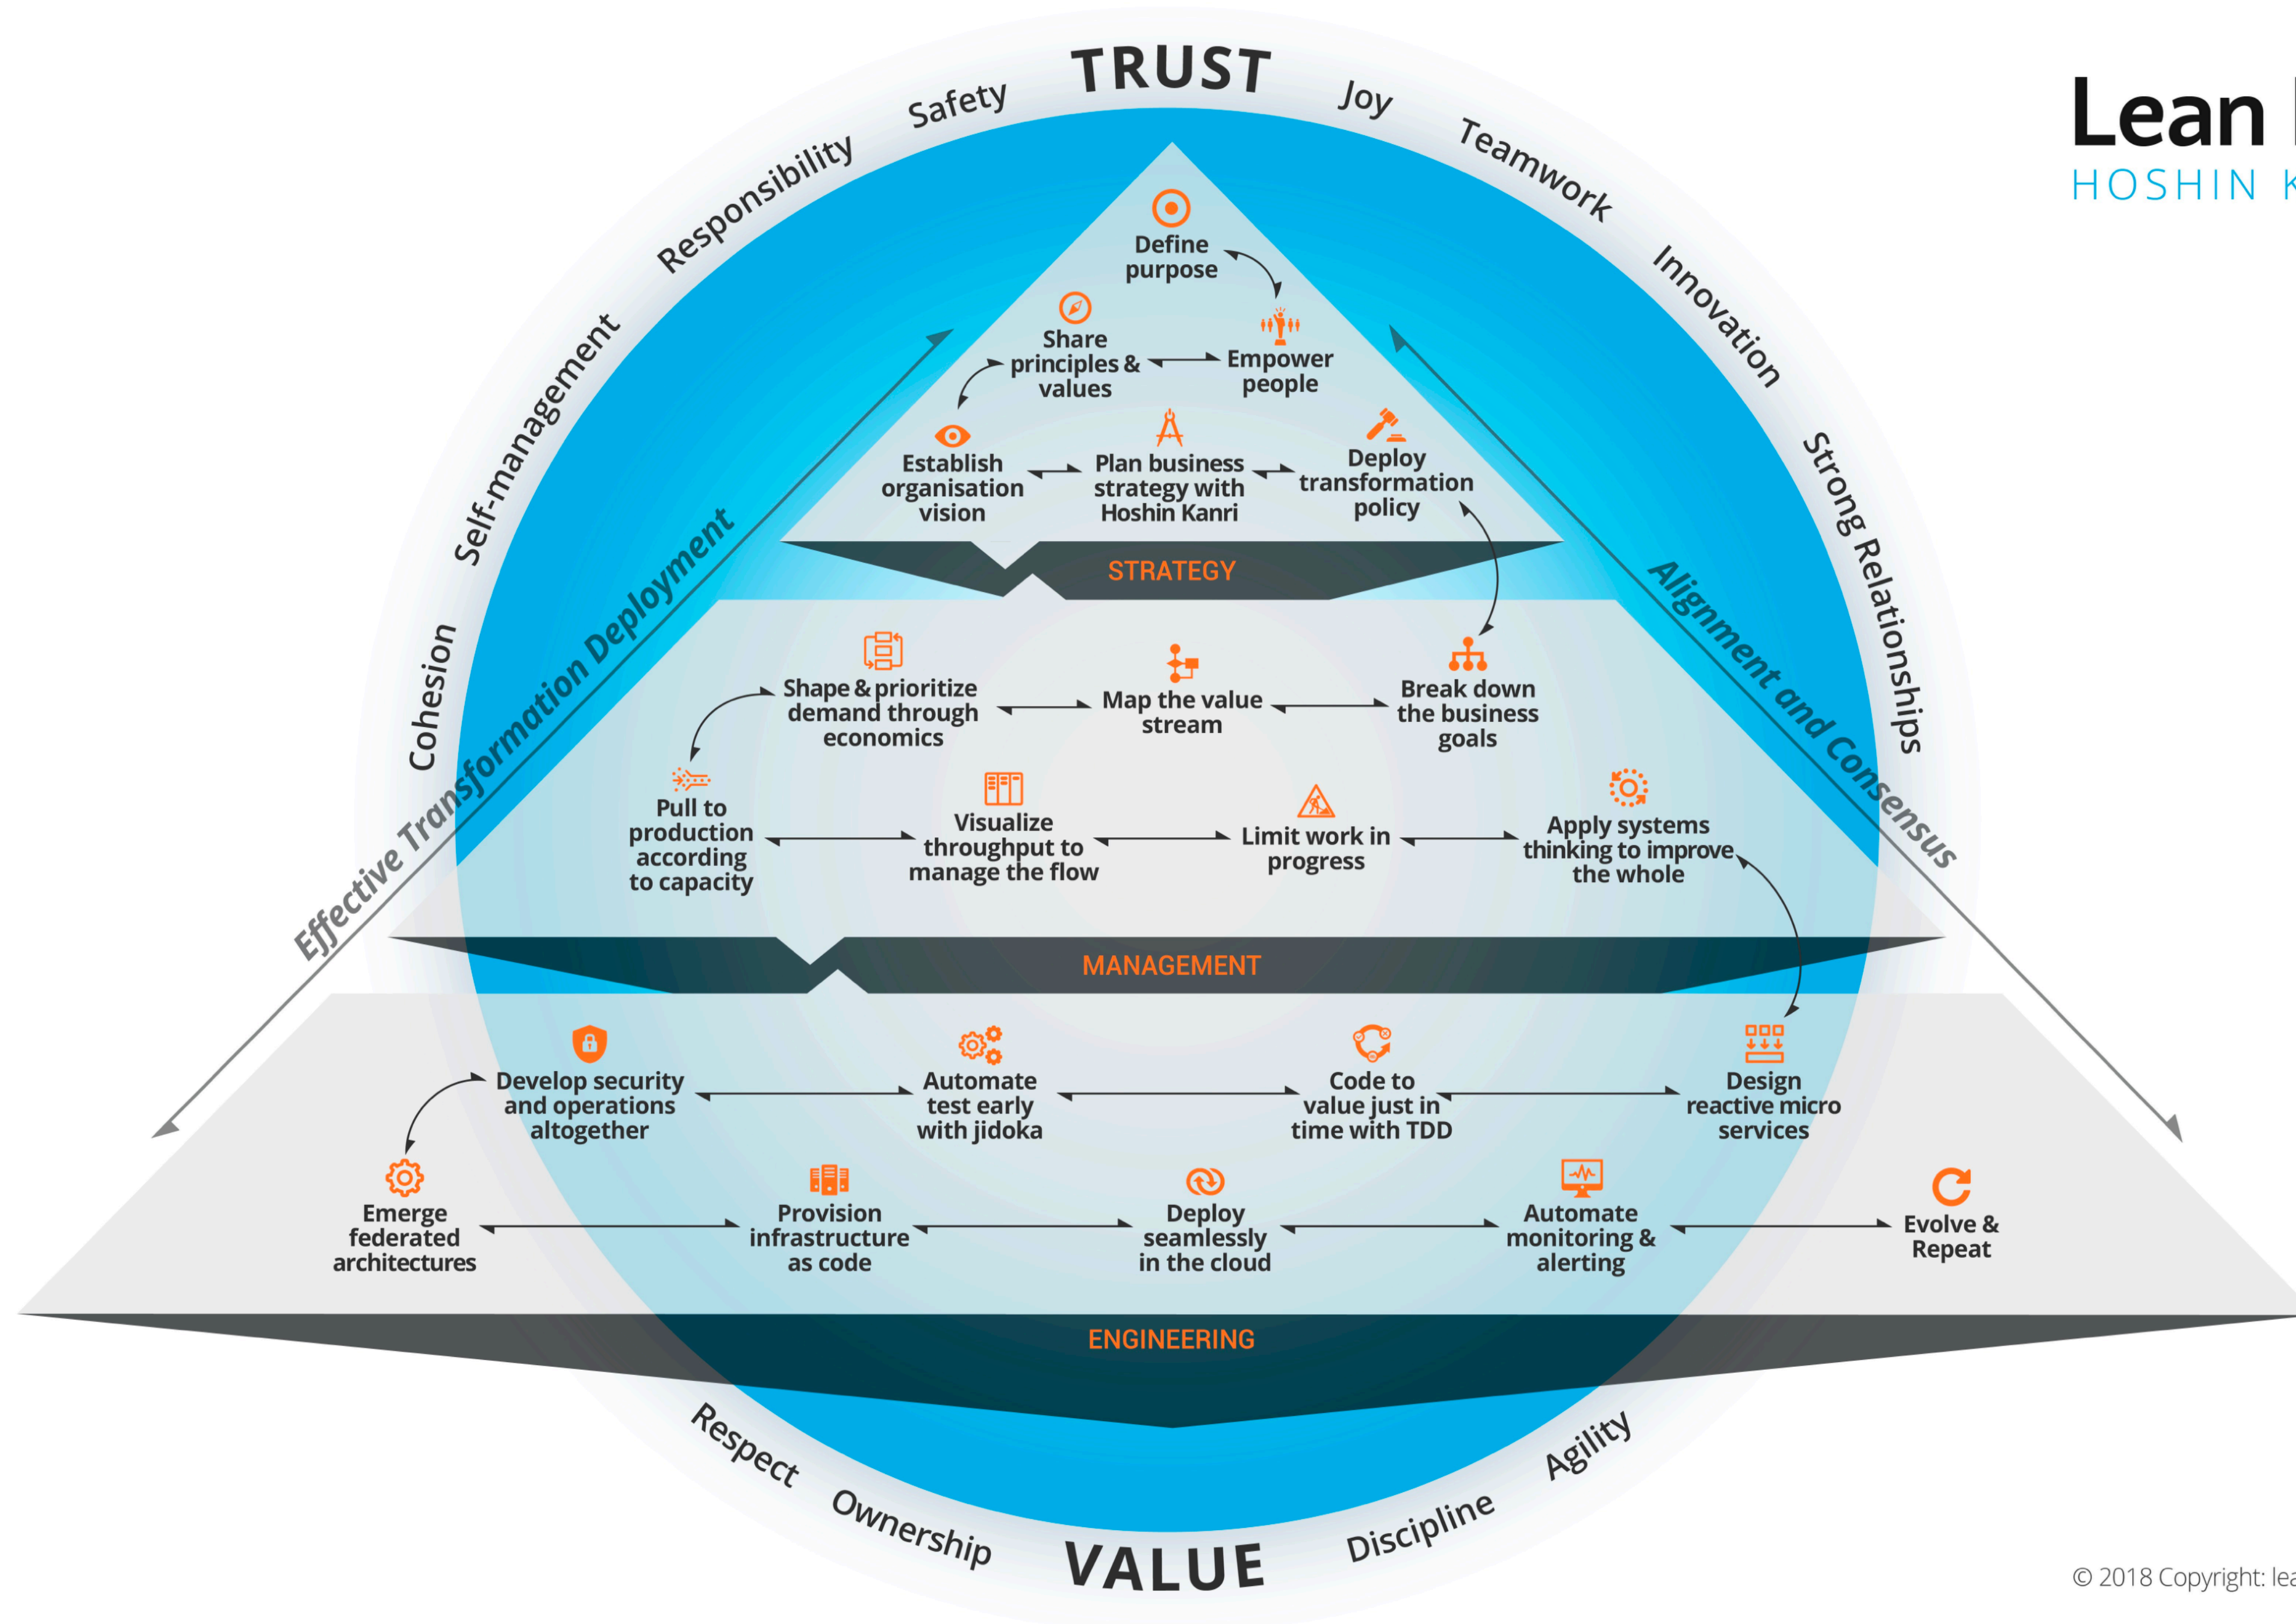 TRUST
Safety
Joy
Responsibility
Teamwork
Self-management
Innovation
Cohesion
Strong Relationships
Lean
HOSHIN
Effective Transformation Deployment
Alignment and Consensus
Define
purpose
Share
principles &
values
Empower
people
Establish
organisation
vision
Plan business
strategy with
Hoshin Kanri
Deploy
transformation
policy
STRATEGY
Shape & prioritize
demand through
economics
Map the value
stream
Break down
the business
goals
Pull to
production
according
to capacity
Visualize
throughput to
manage the flow
Limit work in
progress
Apply systems
thinking to improve
the whole
MANAGEMENT
Develop security
and operations
altogether
Automate
test early
with jidoka
Code to
value just in
time with TDD
Design
reactive micro
services
Emerge
federated
architectures
Provision
infrastructure
as code
Deploy
seamlessly
in the cloud
Automate
monitoring &
alerting
Evolve &
Repeat
ENGINEERING
Respect
Ownership
VALUE
Discipline
Agility
© 2018 Copyright: